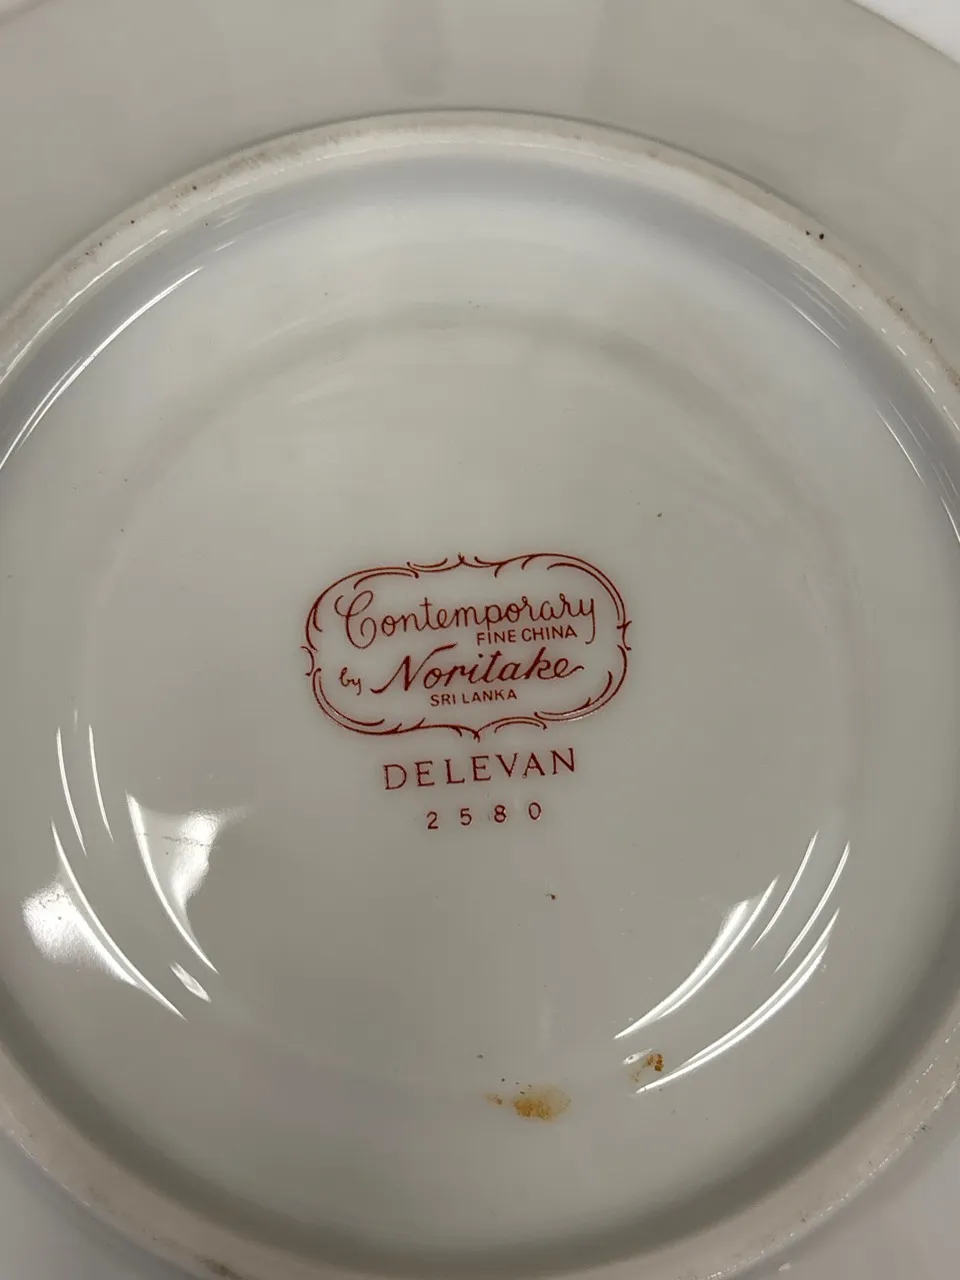 Contemporary
FINE CHINA
by Noritake
SRI LANKA
DELEVAN
2580